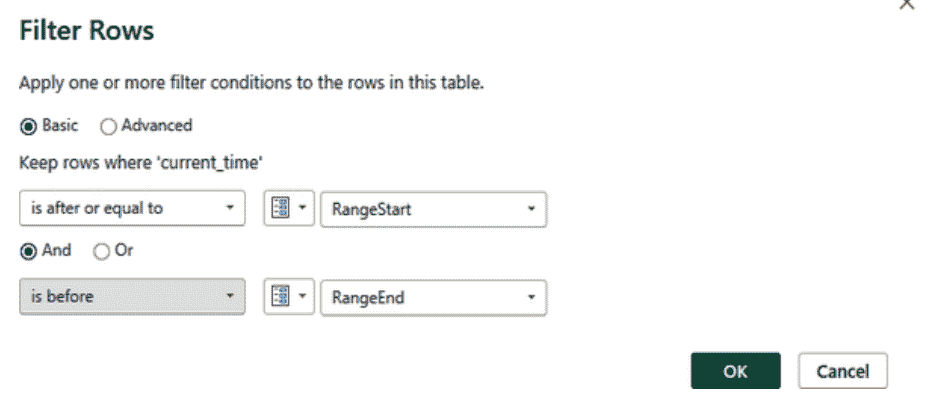 Filter Rows
Apply one or more filter conditions to the rows in this table.
Basic Advanced
Keep rows where 'current_time'
is after or equal to RangeStart
And Or
is before RangeEnd
OK Cancel